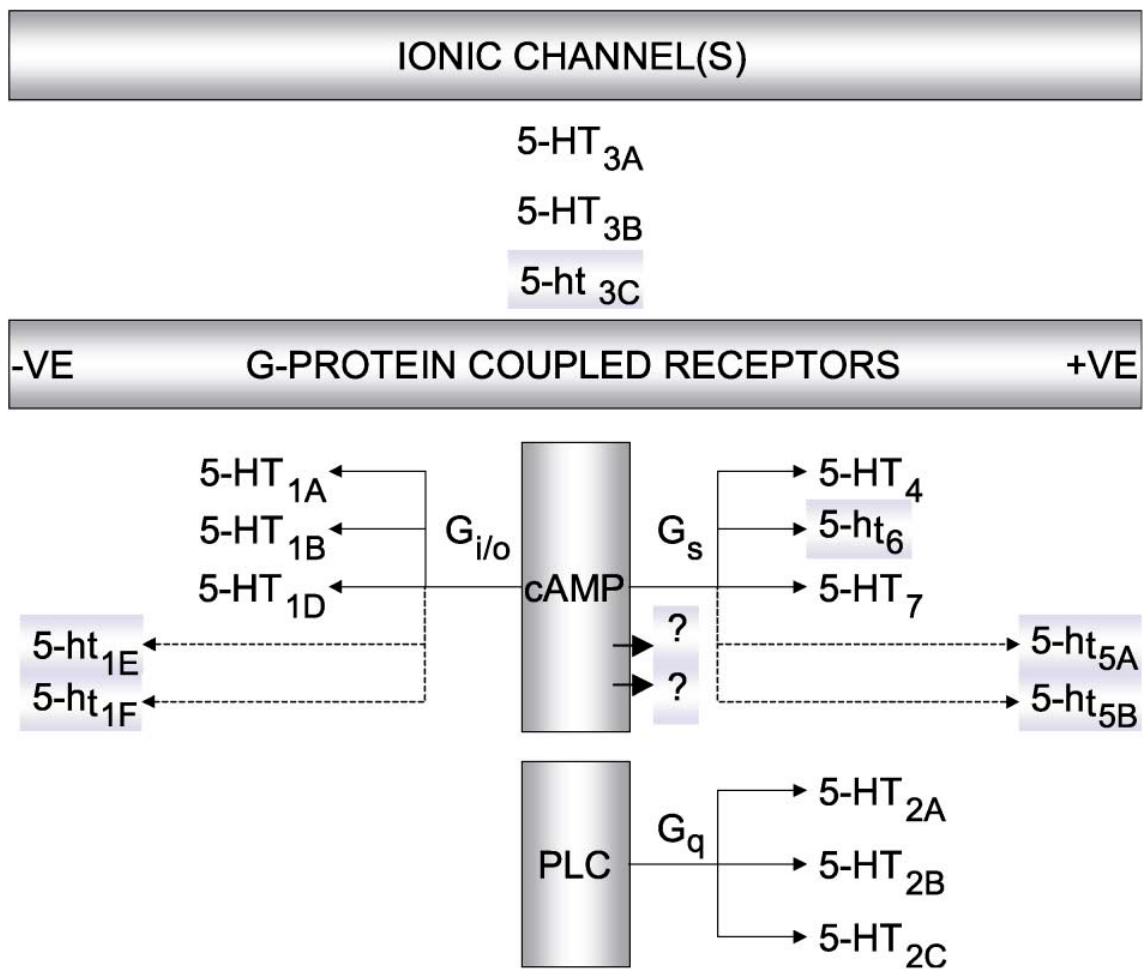 IONIC CHANNEL(S)
5-HT3A
5-HT3B
5-ht 3C
-VE G-PROTEIN COUPLED RECEPTORS +VE
5-HT1A
5-HT1B
5-HT1D
5-ht1E
5-ht1F
Gi/o
cAMP
Gs
?
?
5-HT4
5-ht6
5-HT7
5-ht5A
5-ht5B
PLC
Gq
5-HT2A
5-HT2B
5-HT2C